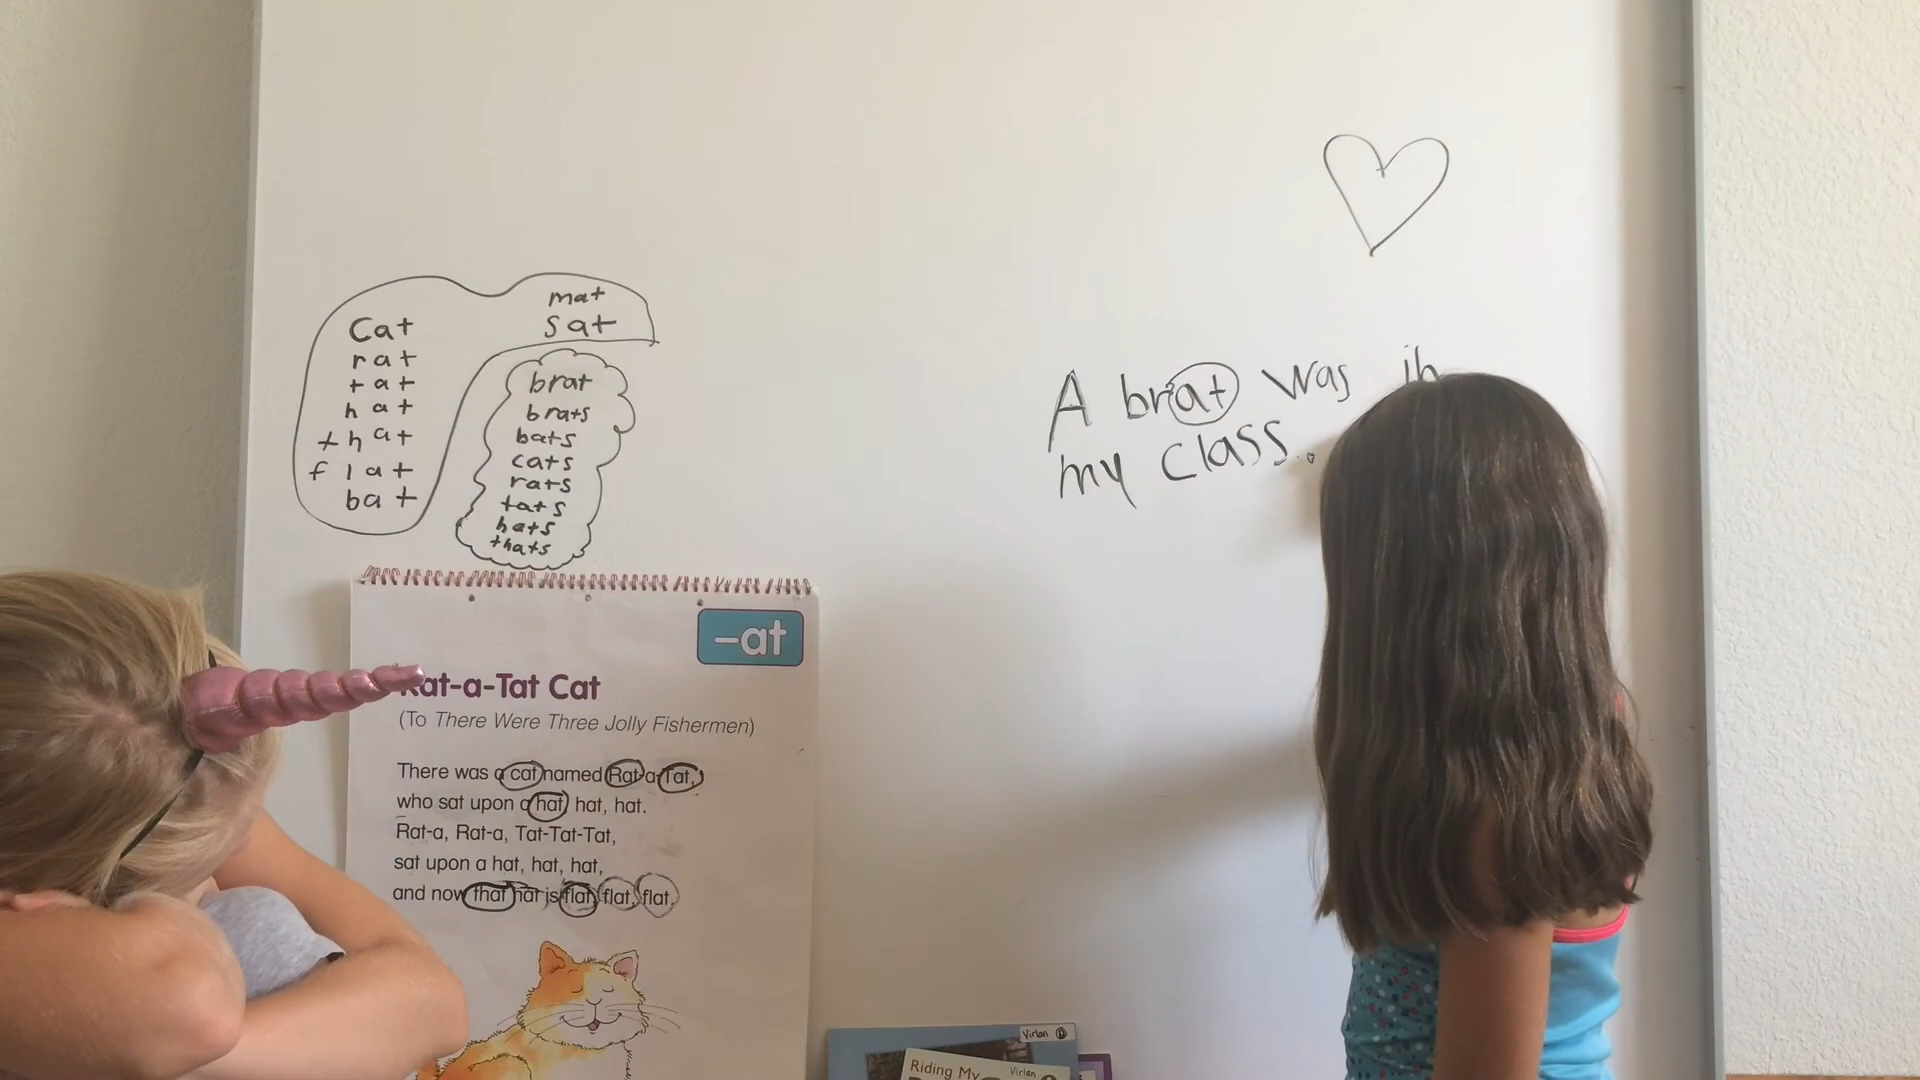 mat
sat
Cat
rat
tat
hat
that
flat
bat
brat
brats
bats
cats
rats
tats
hats
thats
A brat was in
my class.
-at
Rat-a-Tat Cat
(To There Were Three Jolly Fishermen)
There was a cat named Rat-a-Tat,
who sat upon a hat, hat, hat.
Rat-a, Rat-a, Tat-Tat-Tat,
sat upon a hat, hat, hat,
and now that hat is flat, flat, flat.
Virlan
Riding My
Virlan